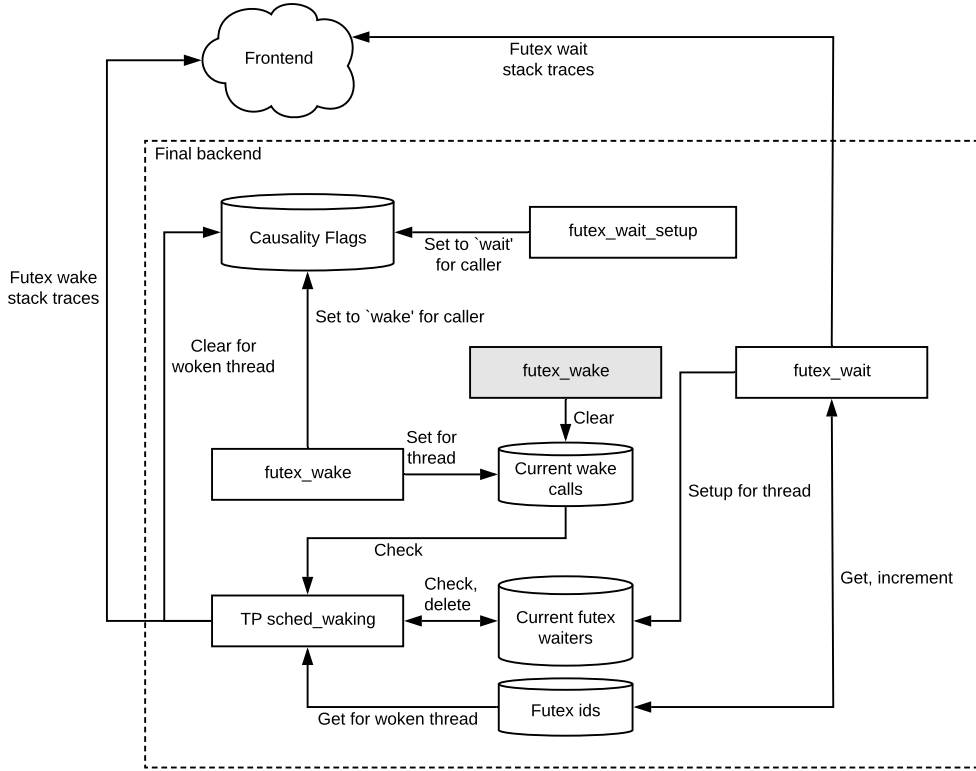 Frontend
Futex wait
stack traces
Final backend
Causality Flags
futex_wait_setup
Set to `wait'
for caller
Futex wake
stack traces
Set to `wake' for caller
Clear for
woken thread
futex_wake
futex_wait
Clear
Set for
thread
futex_wake
Current wake
calls
Setup for thread
Check
Get, increment
Check,
delete
TP sched_waking
Current futex
waiters
Get for woken thread
Futex ids